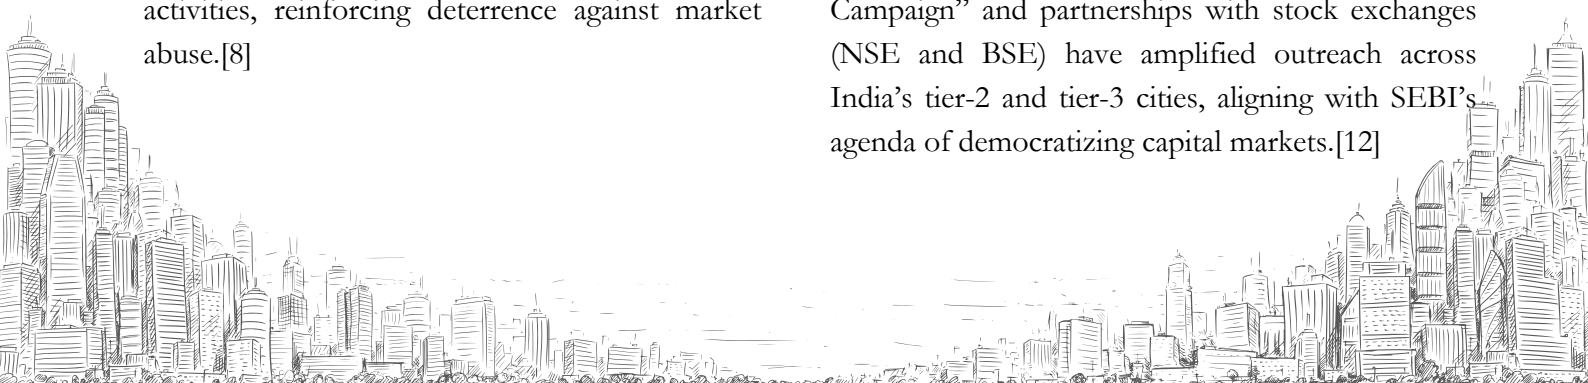 activities, reinforcing deterrence against market
abuse.[8]
Campaign” and partnerships with stock exchanges
(NSE and BSE) have amplified outreach across
India’s tier-2 and tier-3 cities, aligning with SEBI’s
agenda of democratizing capital markets.[12]